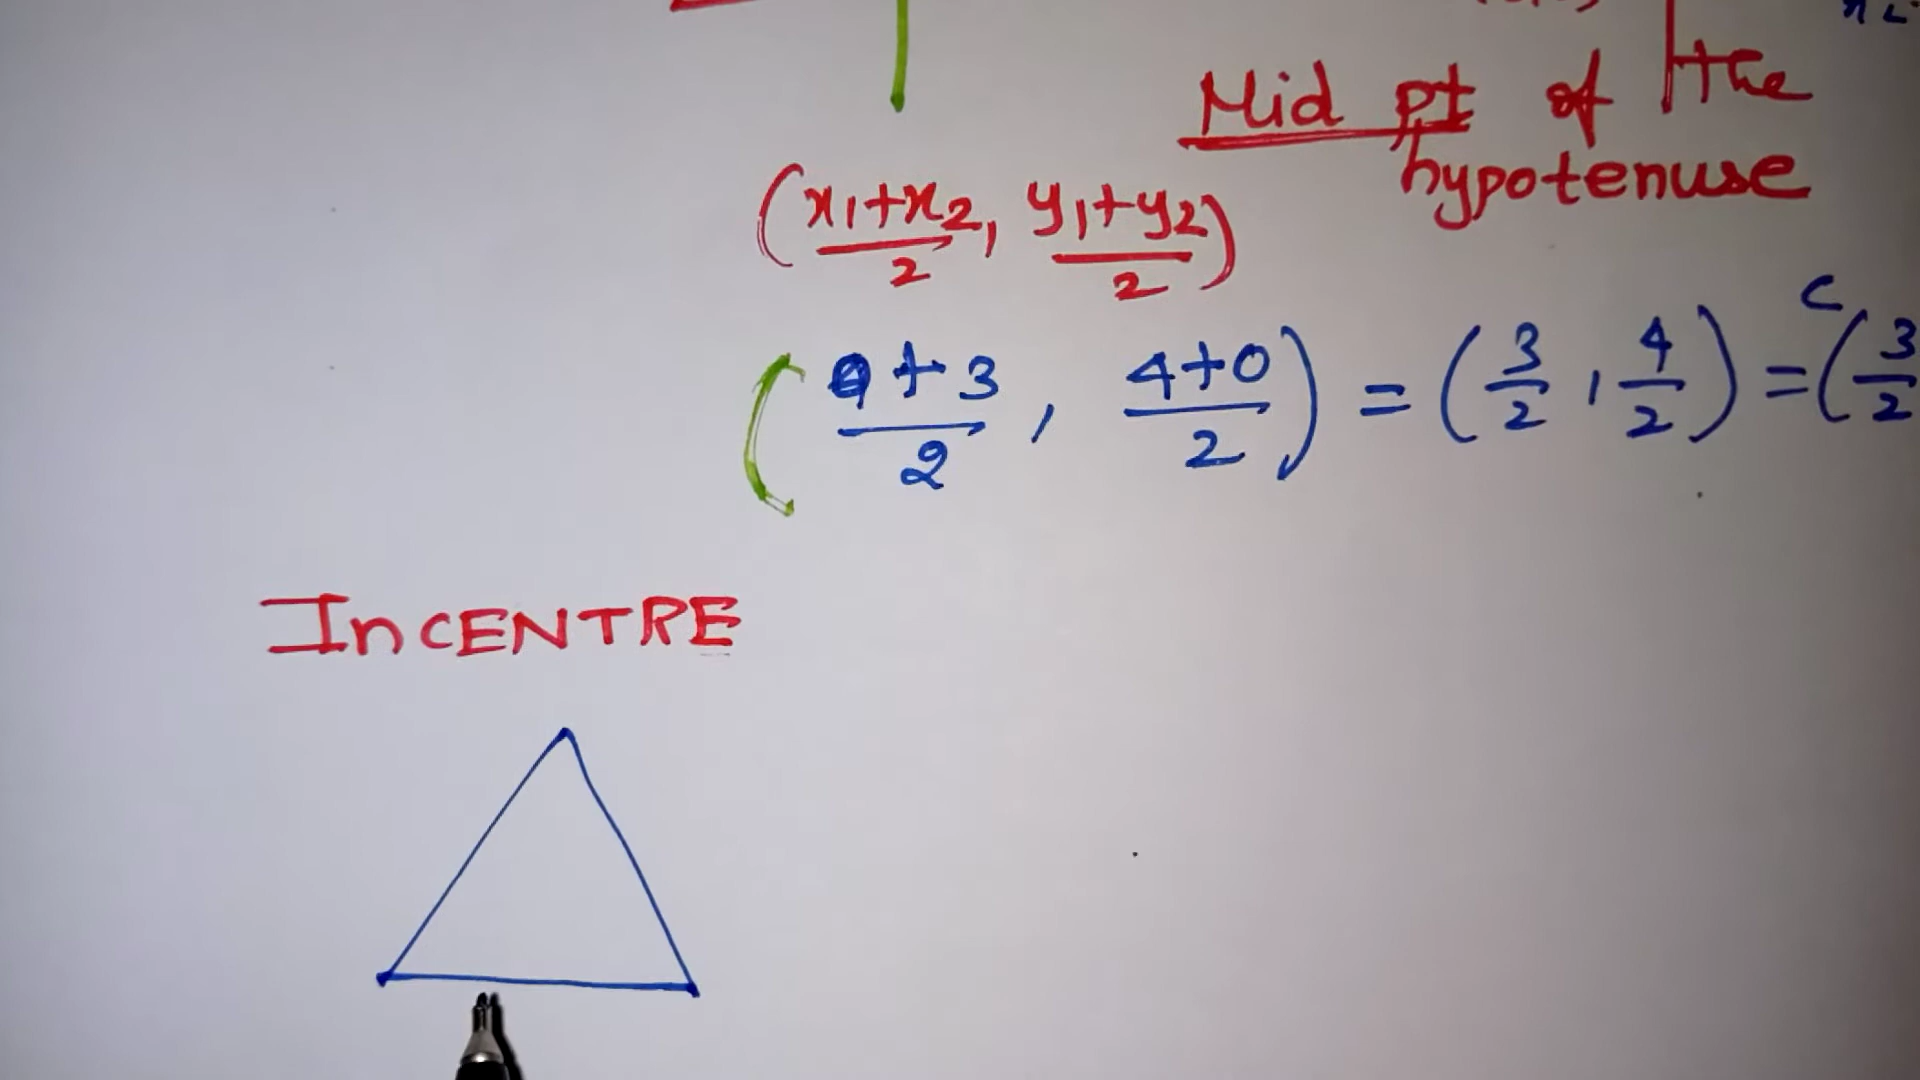 Mid pt of the
hypotenuse
(x₁+x₂/2, y₁+y₂/2)
(0+3/2, 4+0/2) = (3/2, 4/2) = (3/2
C
InCENTRE